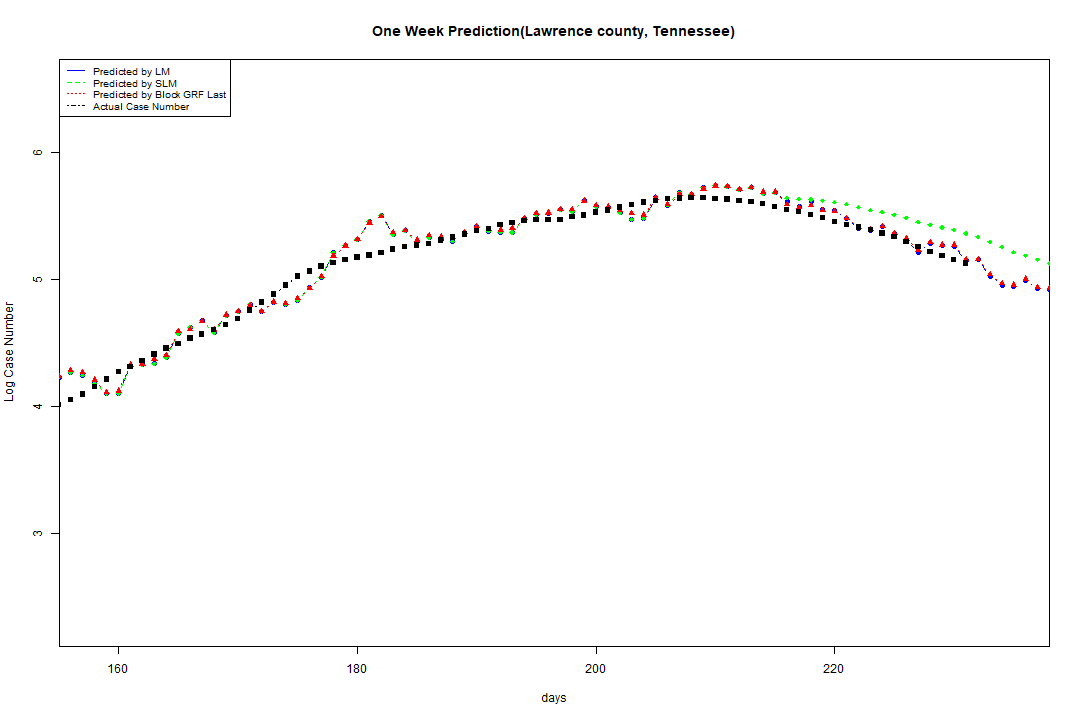 One Week Prediction(Lawrence county, Tennessee)
Predicted by LM
Predicted by SLM
Predicted by Block GRF Last
Actual Case Number
6
5
4
3
Log Case Number
160 180 200 220
days